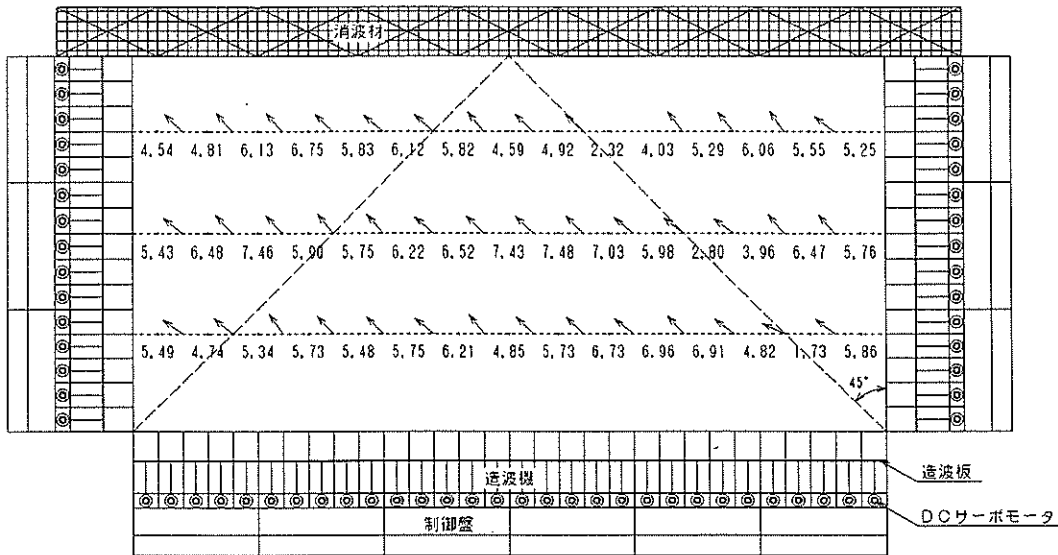 消波材
4.54 4.81 6.13 6.75 5.83 6.12 5.82 4.59 4.92 2.32 4.03 5.29 6.06 5.55 5.25
5.43 6.48 7.46 5.90 5.75 6.22 6.52 7.43 7.48 7.03 5.98 2.80 3.96 6.47 5.76
5.49 4.74 5.34 5.73 5.48 5.75 6.21 4.85 5.73 6.73 6.96 6.91 4.82 1.73 5.86
45°
造波板
造波機
DCサーボモータ
制御盤